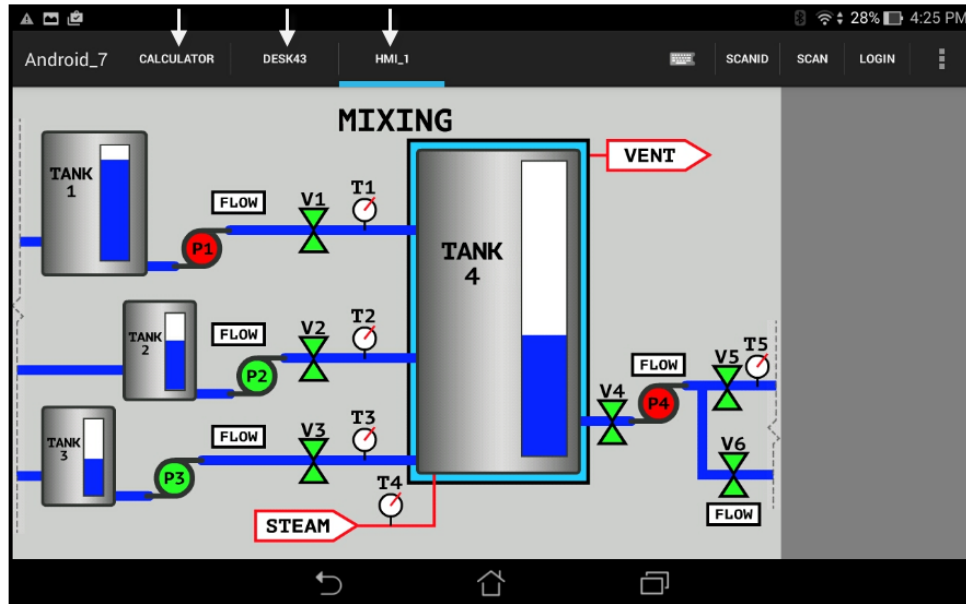 28% 4:25 PM
Android_7 CALCULATOR DESK43 HMI_1 SCANID SCAN LOGIN
MIXING
VENT
TANK
1
FLOW
V1
T1
P1
TANK
4
TANK
2
FLOW
V2
T2
P2
TANK
3
FLOW
V3
T3
P3
T4
STEAM
V4
FLOW
P4
V5
T5
V6
FLOW